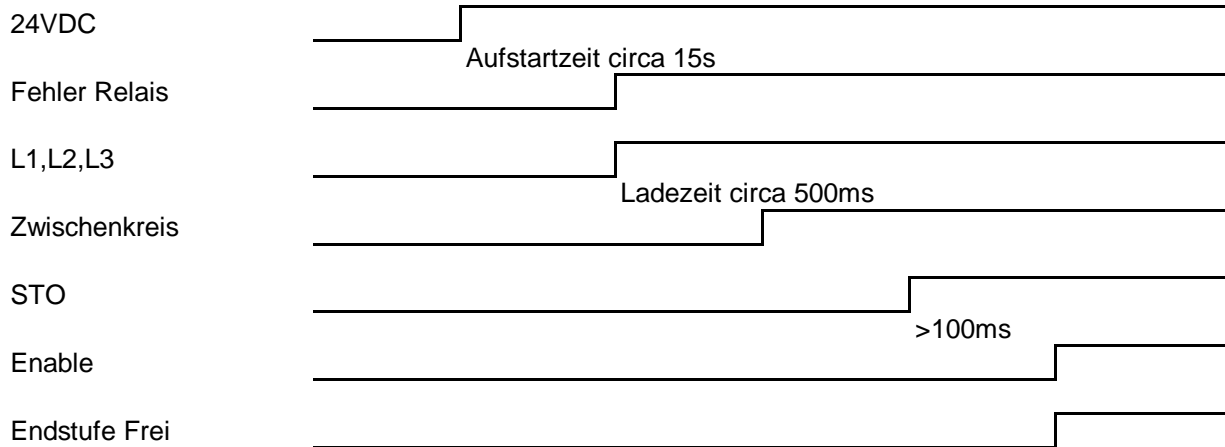 24VDC
Aufstartzeit circa 15s
Fehler Relais
L1,L2,L3
Ladezeit circa 500ms
Zwischenkreis
STO
>100ms
Enable
Endstufe Frei